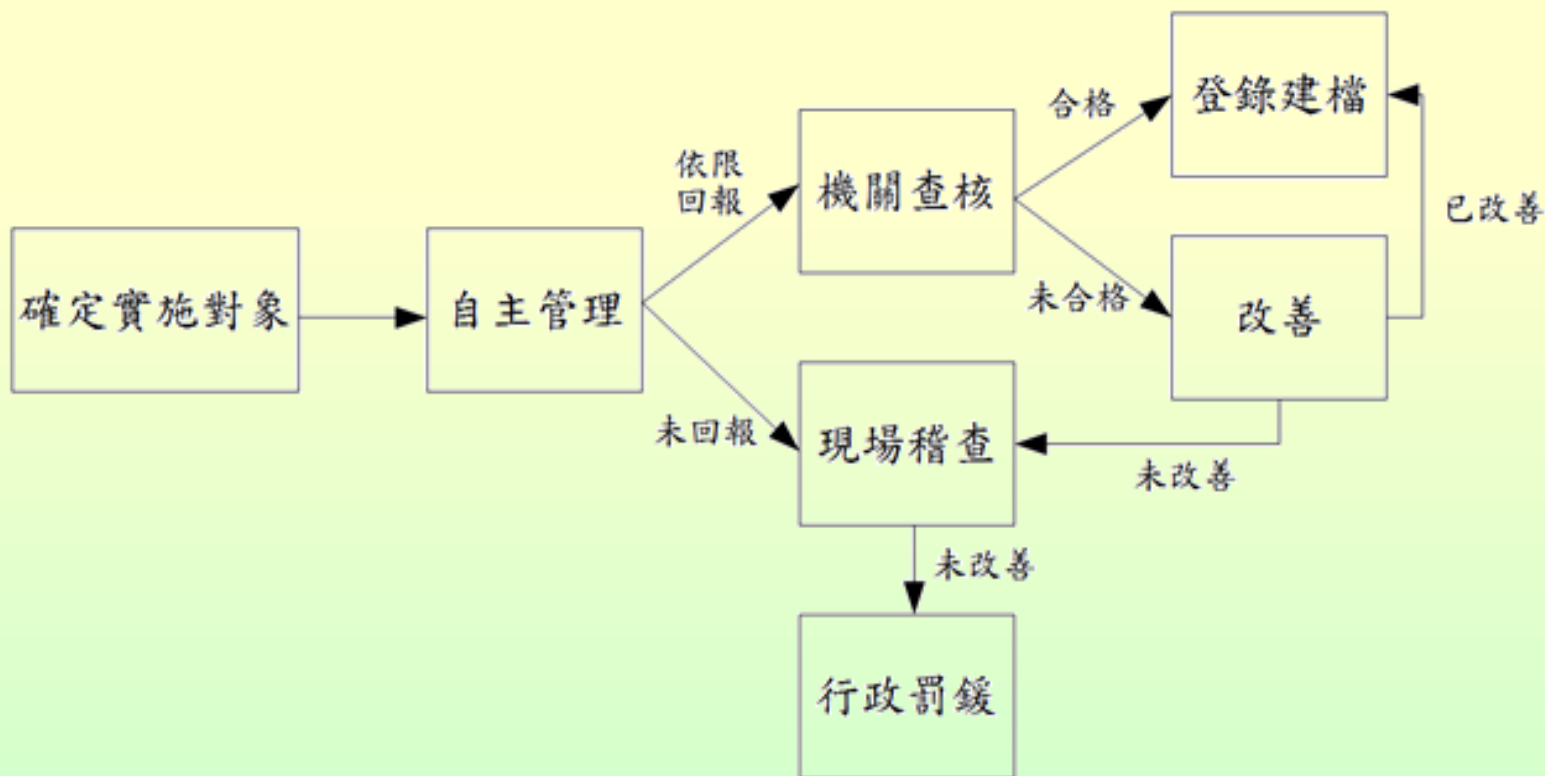 確定實施對象
自主管理
依限
回報
未回報
機關查核
合格
未合格
登錄建檔
改善
已改善
未改善
現場稽查
未改善
行政罰鍰